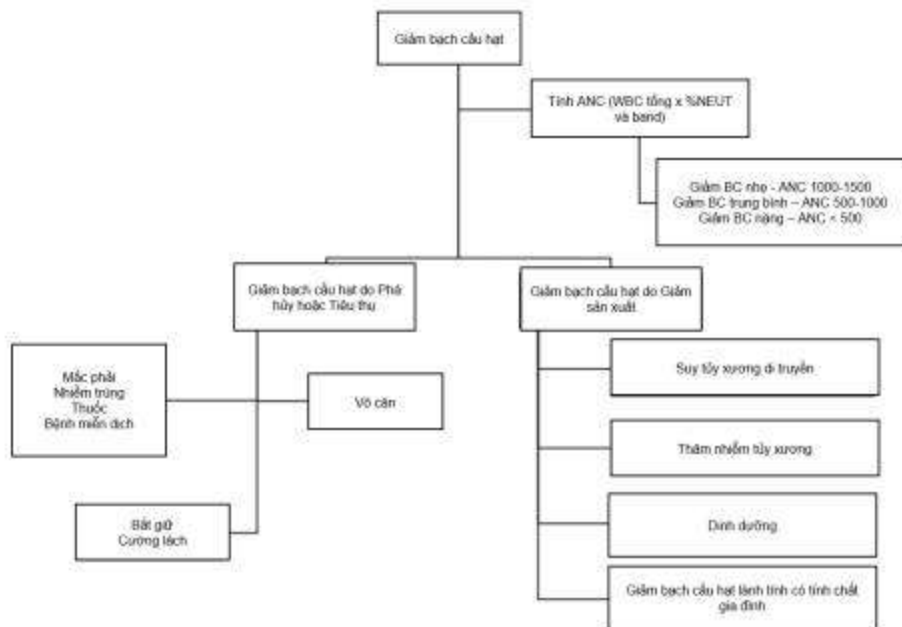 Giảm bạch cầu hạt
Tính ANC (WBC tổng x %NEUT
và band)
Giảm BC nhẹ - ANC 1000-1500
Giảm BC trung bình – ANC 500-1000
Giảm BC nặng – ANC < 500
Giảm bạch cầu hạt do Phá
hủy hoặc Tiêu thụ
Giảm bạch cầu hạt do Giảm
sản xuất
Mắc phải
Nhiễm trùng
Thuốc
Bệnh miễn dịch
Vô căn
Bắt giữ
Cường lách
Suy tủy xương di truyền
Thâm nhiễm tủy xương
Dinh dưỡng
Giảm bạch cầu hạt lành tính có tính chất
gia đình